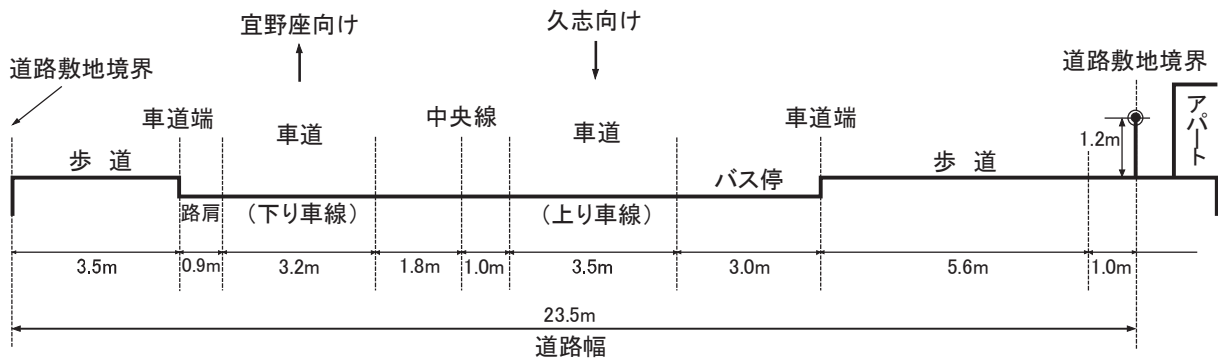 宜野座向け
久志向け
道路敷地境界
道路敷地境界
車道端
車道
中央線
車道
車道端
アパート
1.2m
歩 道
バス停
歩 道
路肩
(下り車線)
(上り車線)
3.5m
0.9m
3.2m
1.8m
1.0m
3.5m
3.0m
5.6m
1.0m
23.5m
道路幅